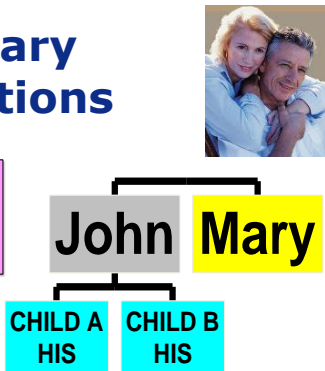 ary
tions
John Mary
CHILD A CHILD B
HIS HIS